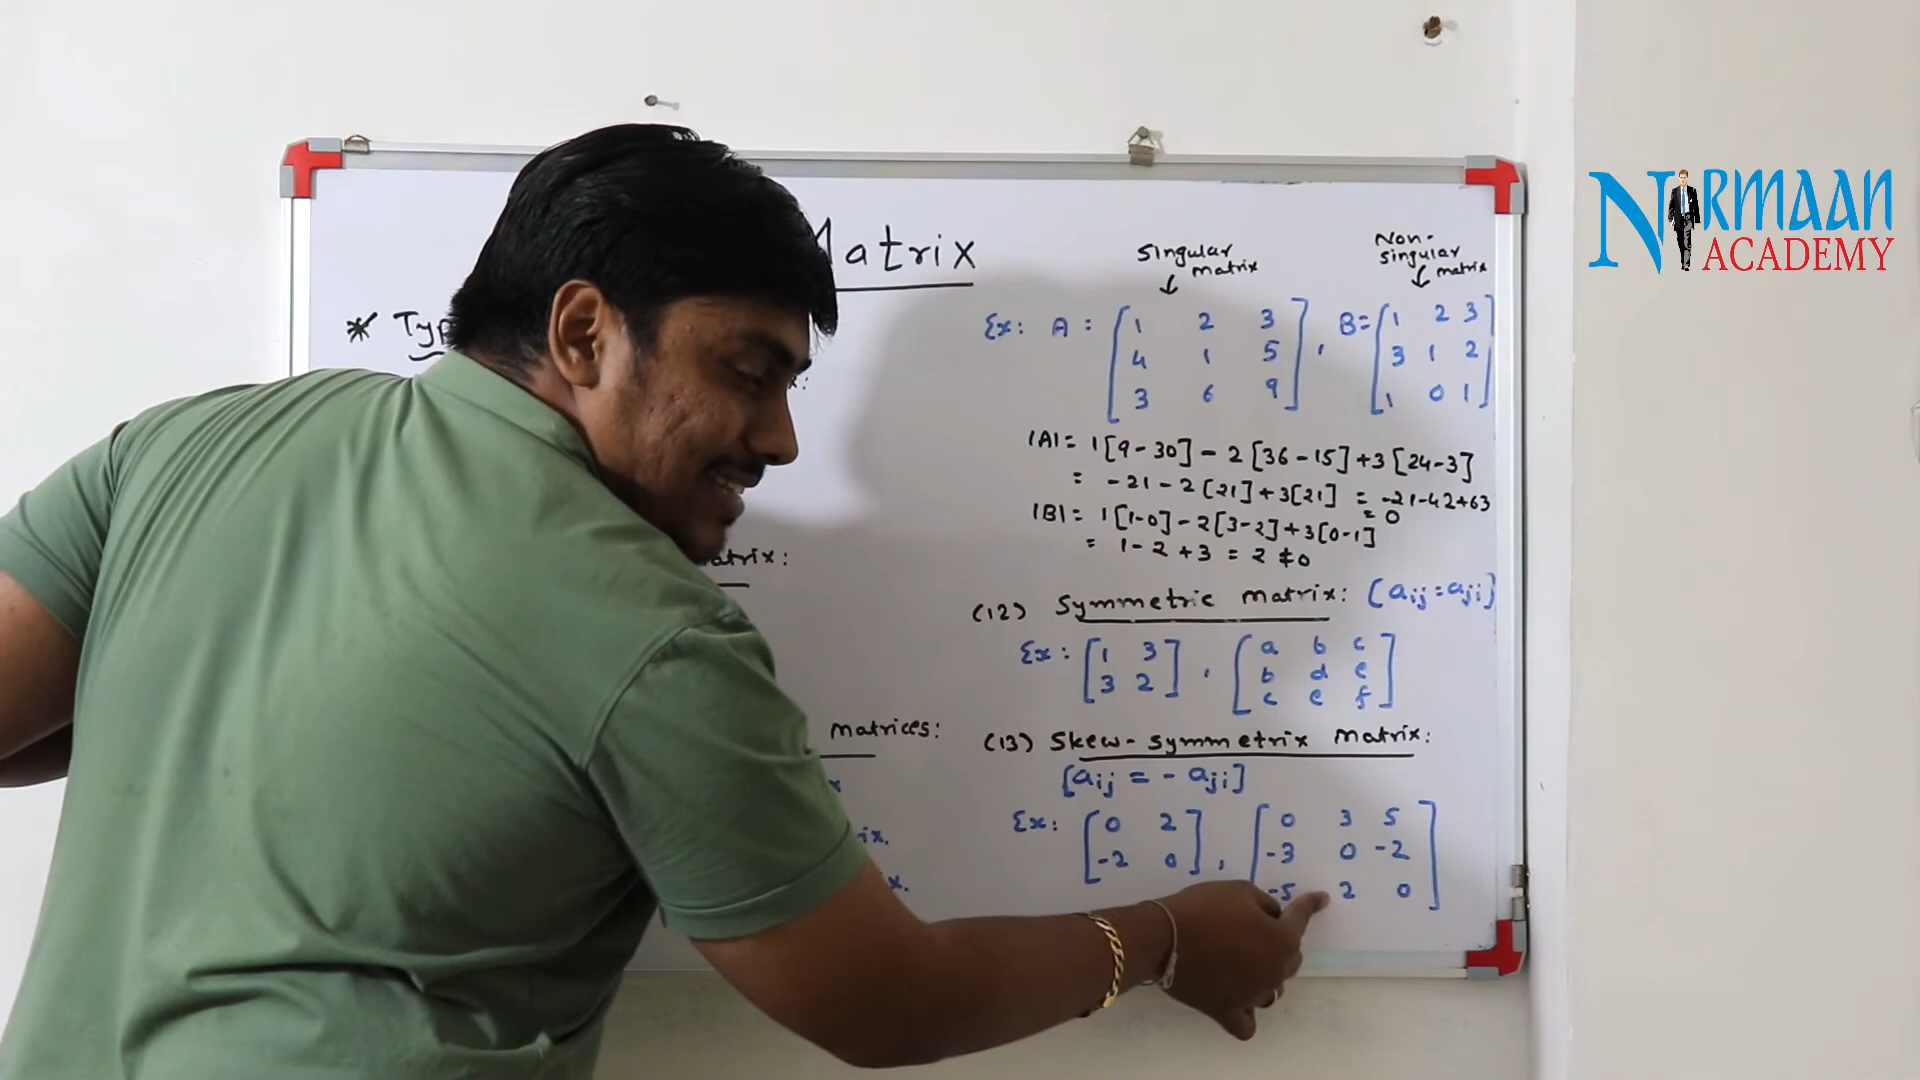 Matrix
* Typ
x:
atrix:
matrices:
x
ix.
x.
Singular
matrix
↓
Non-
singular
matrix
↓
Ex: A = [1 2 3
4 1 5
3 6 9] , B = [1 2 3
3 1 2
1 0 1]
|A| = 1[9-30] - 2[36-15] + 3[24-3]
= -21 - 2[21] + 3[21] = -21-42+63
= 0
|B| = 1[1-0] - 2[3-2] + 3[0-1]
= 1-2+3 = 2 ≠ 0
(12) Symmetric matrix: [aij = aji]
Ex: [1 3
3 2] , [a b c
b d e
c e f]
(13) Skew-symmetrix matrix:
[aij = - aji]
Ex: [0 2
-2 0] , [0 3 5
-3 0 -2
-5 2 0]
NIRMAAN
ACADEMY